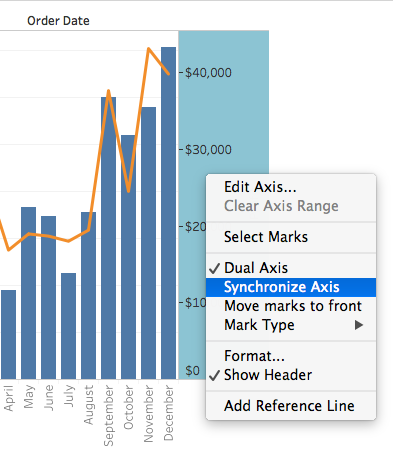 Order Date
$40,000
$30,000
$20
$10
$0
April
May
June
July
August
September
October
November
December
Edit Axis...
Clear Axis Range
Select Marks
Dual Axis
Synchronize Axis
Move marks to front
Mark Type
Format...
Show Header
Add Reference Line